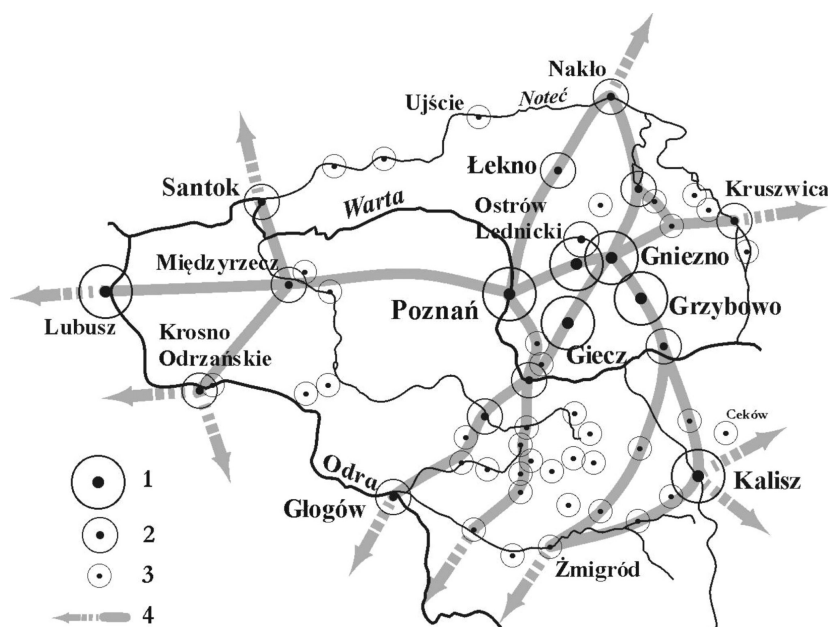 Nakło
Noteć
Ujście
Łekno
Santok
Warta
Kruszwica
Ostrów
Lednicki
Międzyrzecz
Gniezno
Poznań
Grzybowo
Lubusz
Krosno
Odrzańskie
Giecz
Ceków
1
Odra
Kalisz
Głogów
2
3
Żmigród
4